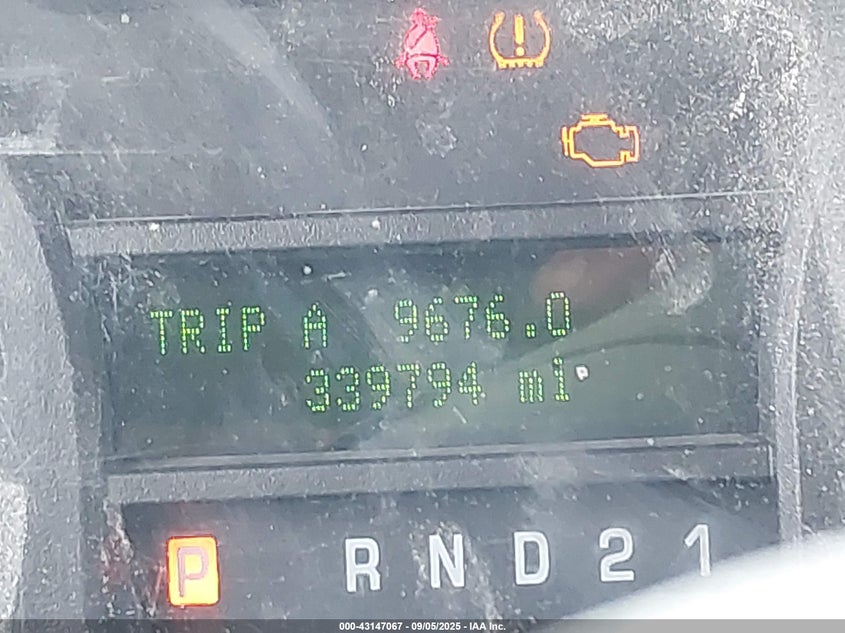 TRIP A 9676.0
339794 mi
P R N D 2 1
000-43147067 - 09/05/2025 - IAA Inc.